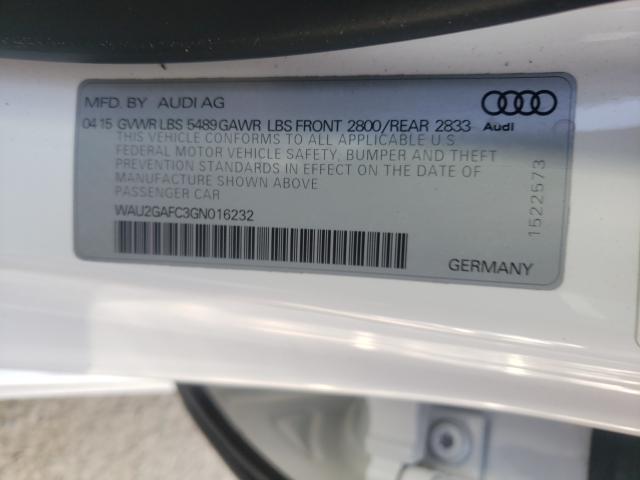 MFD. BY AUDI AG
04 15 GVWR LBS 5489 GAWR LBS FRONT 2800/REAR 2833
Audi
THIS VEHICLE CONFORMS TO ALL APPLICABLE U S
FEDERAL MOTOR VEHICLE SAFETY, BUMPER AND THEFT
PREVENTION STANDARDS IN EFFECT ON THE DATE OF
MANUFACTURE SHOWN ABOVE
PASSENGER CAR
WAU2GAFC3GN016232
GERMANY
1522573